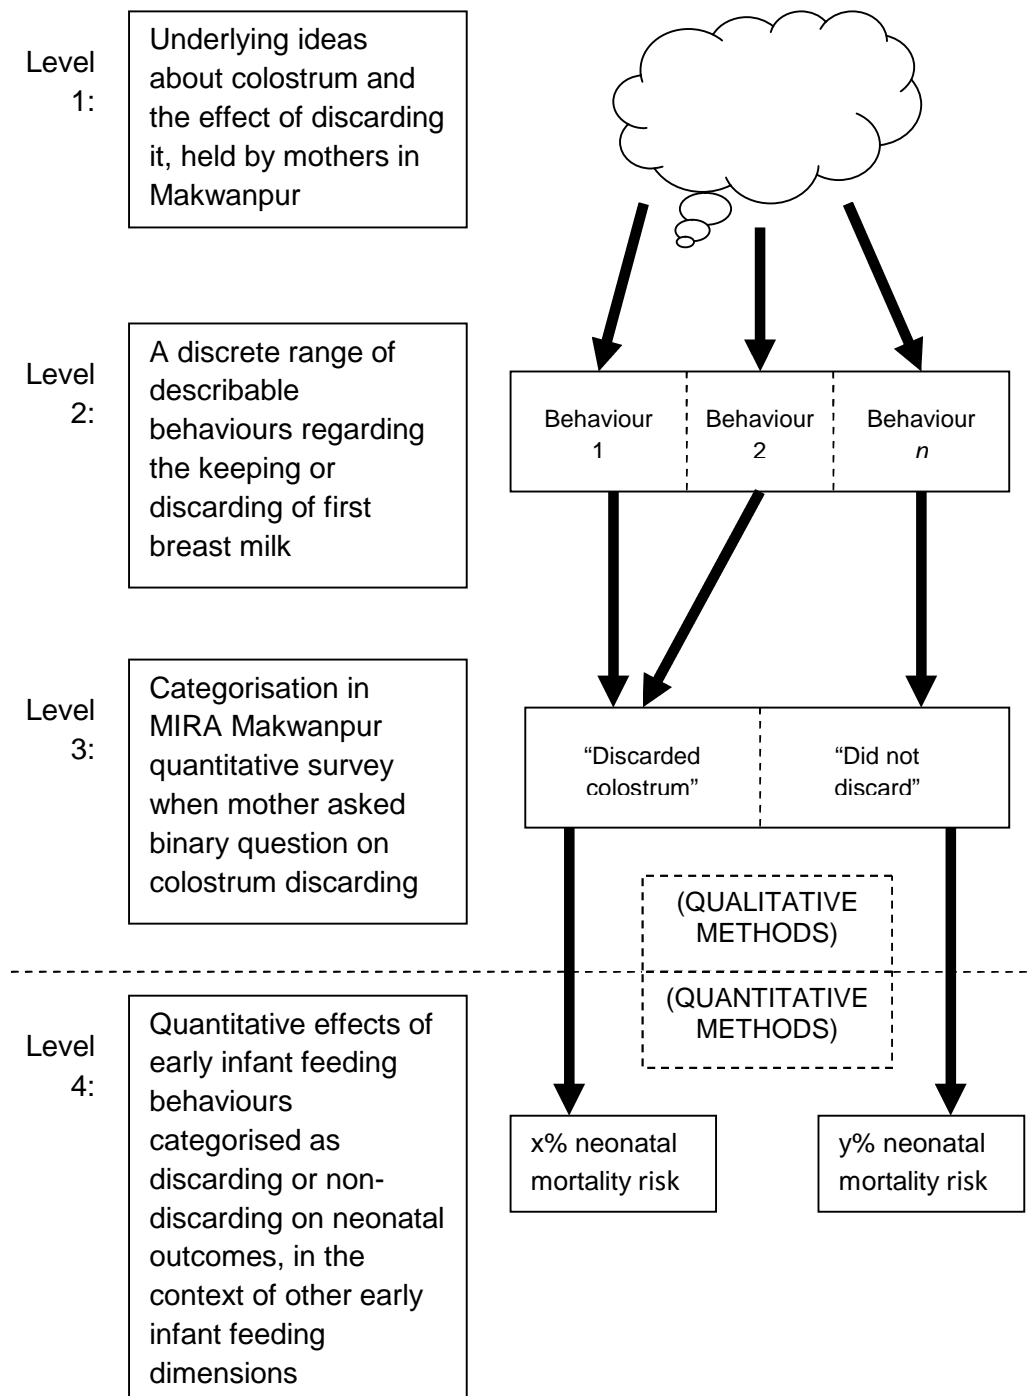 Level
1:
Underlying ideas
about colostrum and
the effect of discarding
it, held by mothers in
Makwanpur
Level
2:
A discrete range of
describable
behaviours regarding
the keeping or
discarding of first
breast milk
Behaviour
1
Behaviour
2
Behaviour
n
Level
3:
Categorisation in
MIRA Makwanpur
quantitative survey
when mother asked
binary question on
colostrum discarding
“Discarded
colostrum”
“Did not
discard”
(QUALITATIVE
METHODS)
(QUANTITATIVE
METHODS)
Level
4:
Quantitative effects of
early infant feeding
behaviours
categorised as
discarding or non-
discarding on neonatal
outcomes, in the
context of other early
infant feeding
dimensions
x% neonatal
mortality risk
y% neonatal
mortality risk